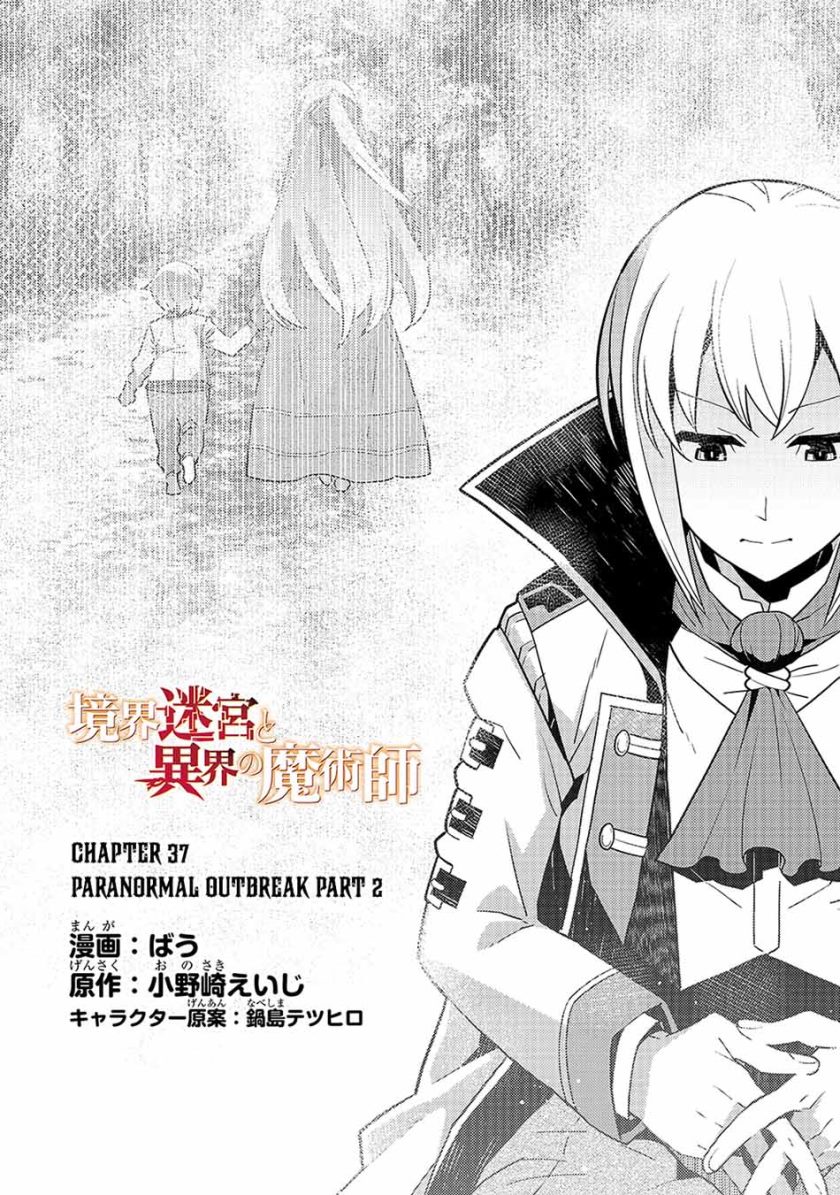 境界迷宮と
異界の魔術師
CHAPTER 37
PARANORMAL OUTBREAK PART 2
まんが
漫画：ばう
げんさく おのさき
原作：小野崎えいじ
げんあん なべしま
キャラクター原案：鍋島テツヒロ